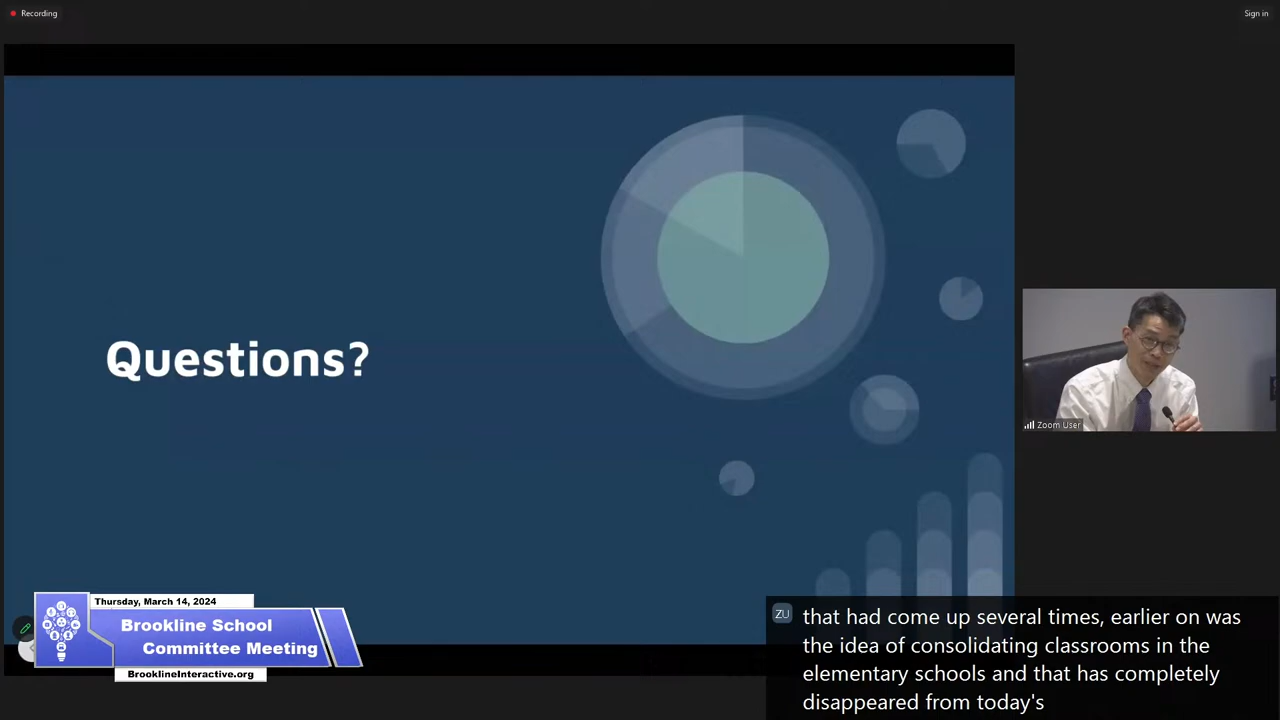 Recording
Sign in
Questions?
Zoom User
Thursday, March 14, 2024
Brookline School
Committee Meeting
BrooklineInteractive.org
ZU
that had come up several times, earlier on was
the idea of consolidating classrooms in the
elementary schools and that has completely
disappeared from today's